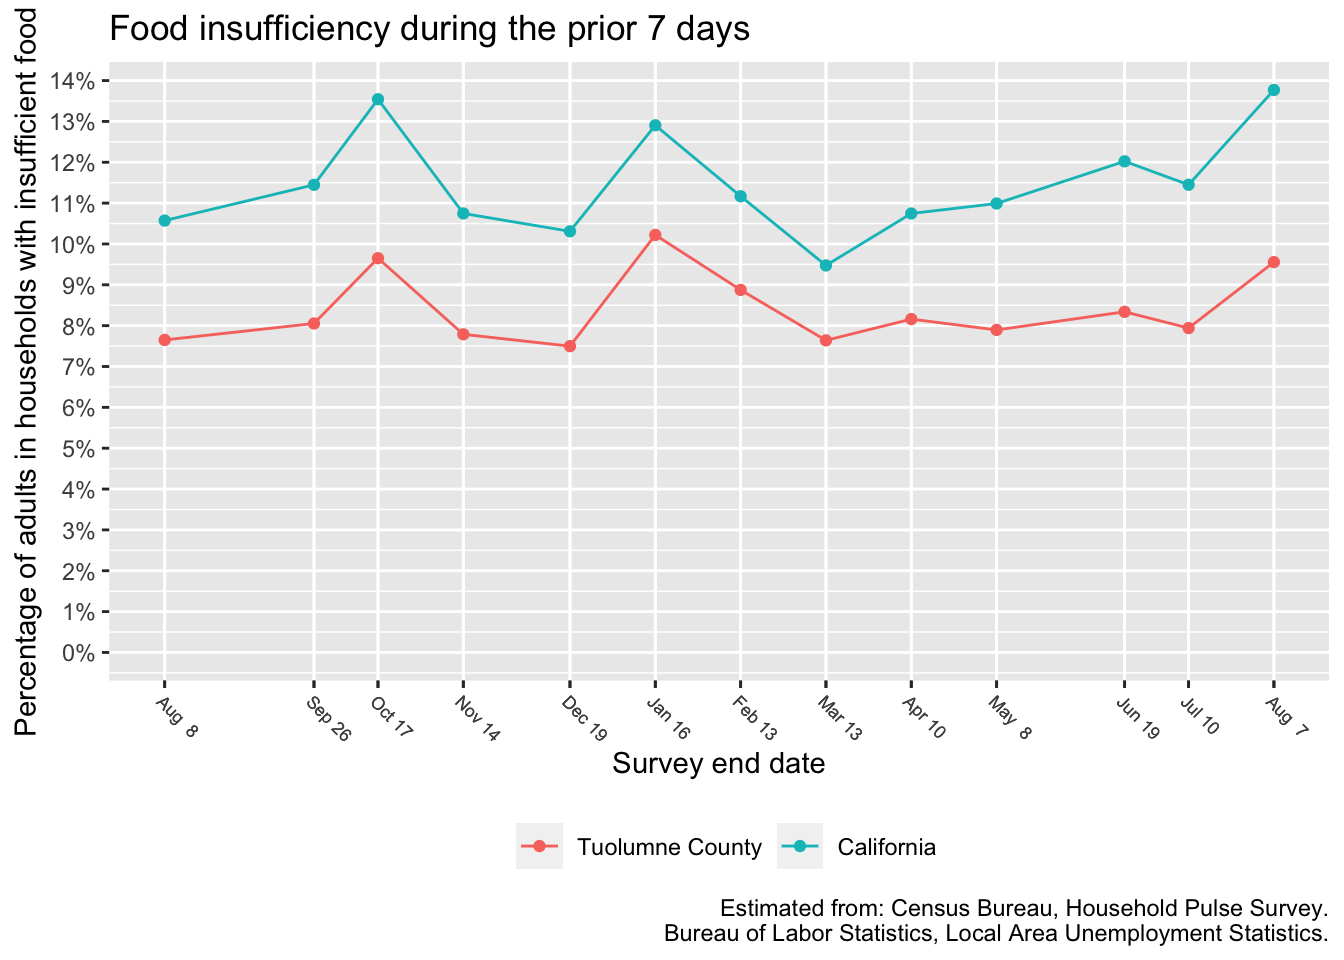 Food insufficiency during the prior 7 days
Percentage of adults in households with insufficient food
14%
13%
12%
11%
10%
9%
8%
7%
6%
5%
4%
3%
2%
1%
0%
Aug  8
Sep 26
Oct 17
Nov 14
Dec 19
Jan 16
Feb 13
Mar 13
Apr 10
May  8
Jun 19
Jul 10
Aug  7
Survey end date
Tuolumne County
California
Estimated from: Census Bureau, Household Pulse Survey.
Bureau of Labor Statistics, Local Area Unemployment Statistics.